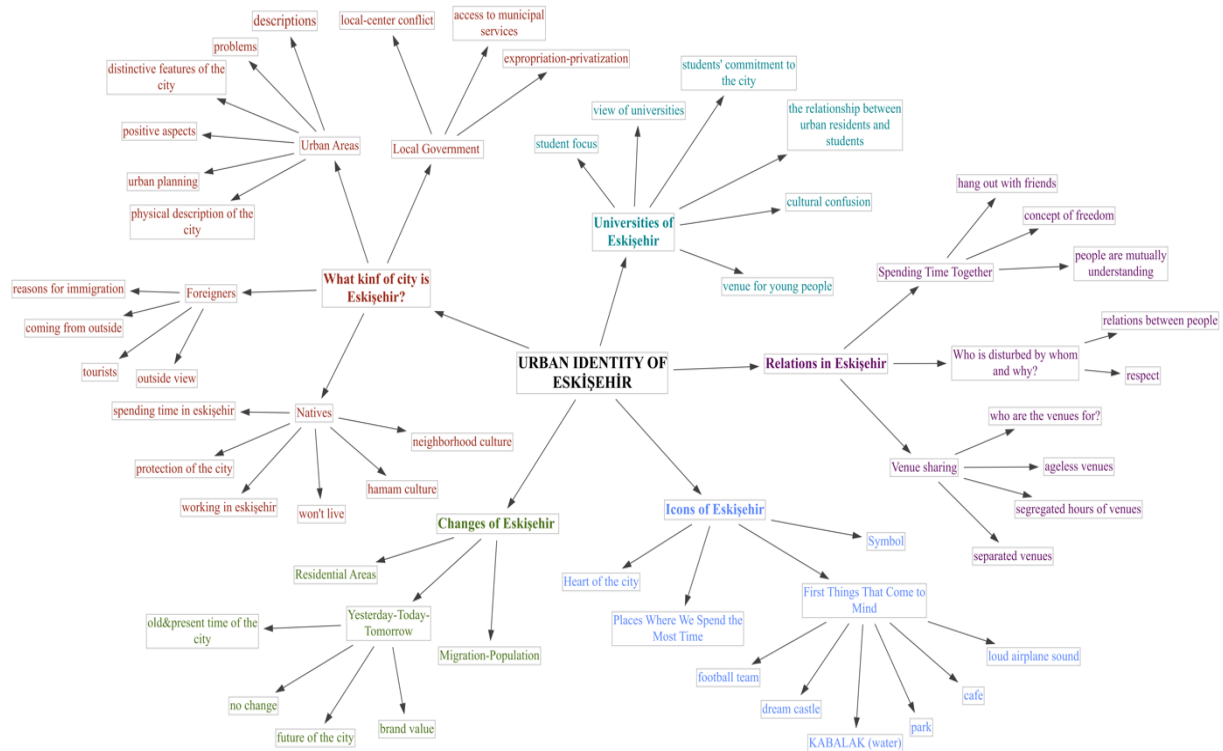 descriptions
problems
distinctive features of the
city
positive aspects
urban planning
physical description of the
city
Urban Areas
local-center conflict
access to municipal
services
expropriation-privatization
Local Government
What kinf of city is
Eskişehir?
reasons for immigration
Foreigners
coming from outside
tourists
outside view
Natives
spending time in eskişehir
protection of the city
working in eskişehir
won't live
hamam culture
neighborhood culture
students' commitment to
the city
view of universities
student focus
the relationship between
urban residents and
students
cultural confusion
venue for young people
Universities of
Eskişehir
URBAN IDENTITY OF
ESKİŞEHİR
Relations in Eskişehir
hang out with friends
concept of freedom
Spending Time Together
people are mutually
understanding
relations between people
Who is disturbed by whom
and why?
respect
who are the venues for?
Venue sharing
ageless venues
segregated hours of venues
separated venues
Changes of Eskişehir
Residential Areas
Yesterday-Today-
Tomorrow
old&present time of the
city
no change
future of the city
brand value
Migration-Population
Icons of Eskişehir
Symbol
Heart of the city
Places Where We Spend the
Most Time
First Things That Come to
Mind
football team
dream castle
KABALAK (water)
park
cafe
loud airplane sound